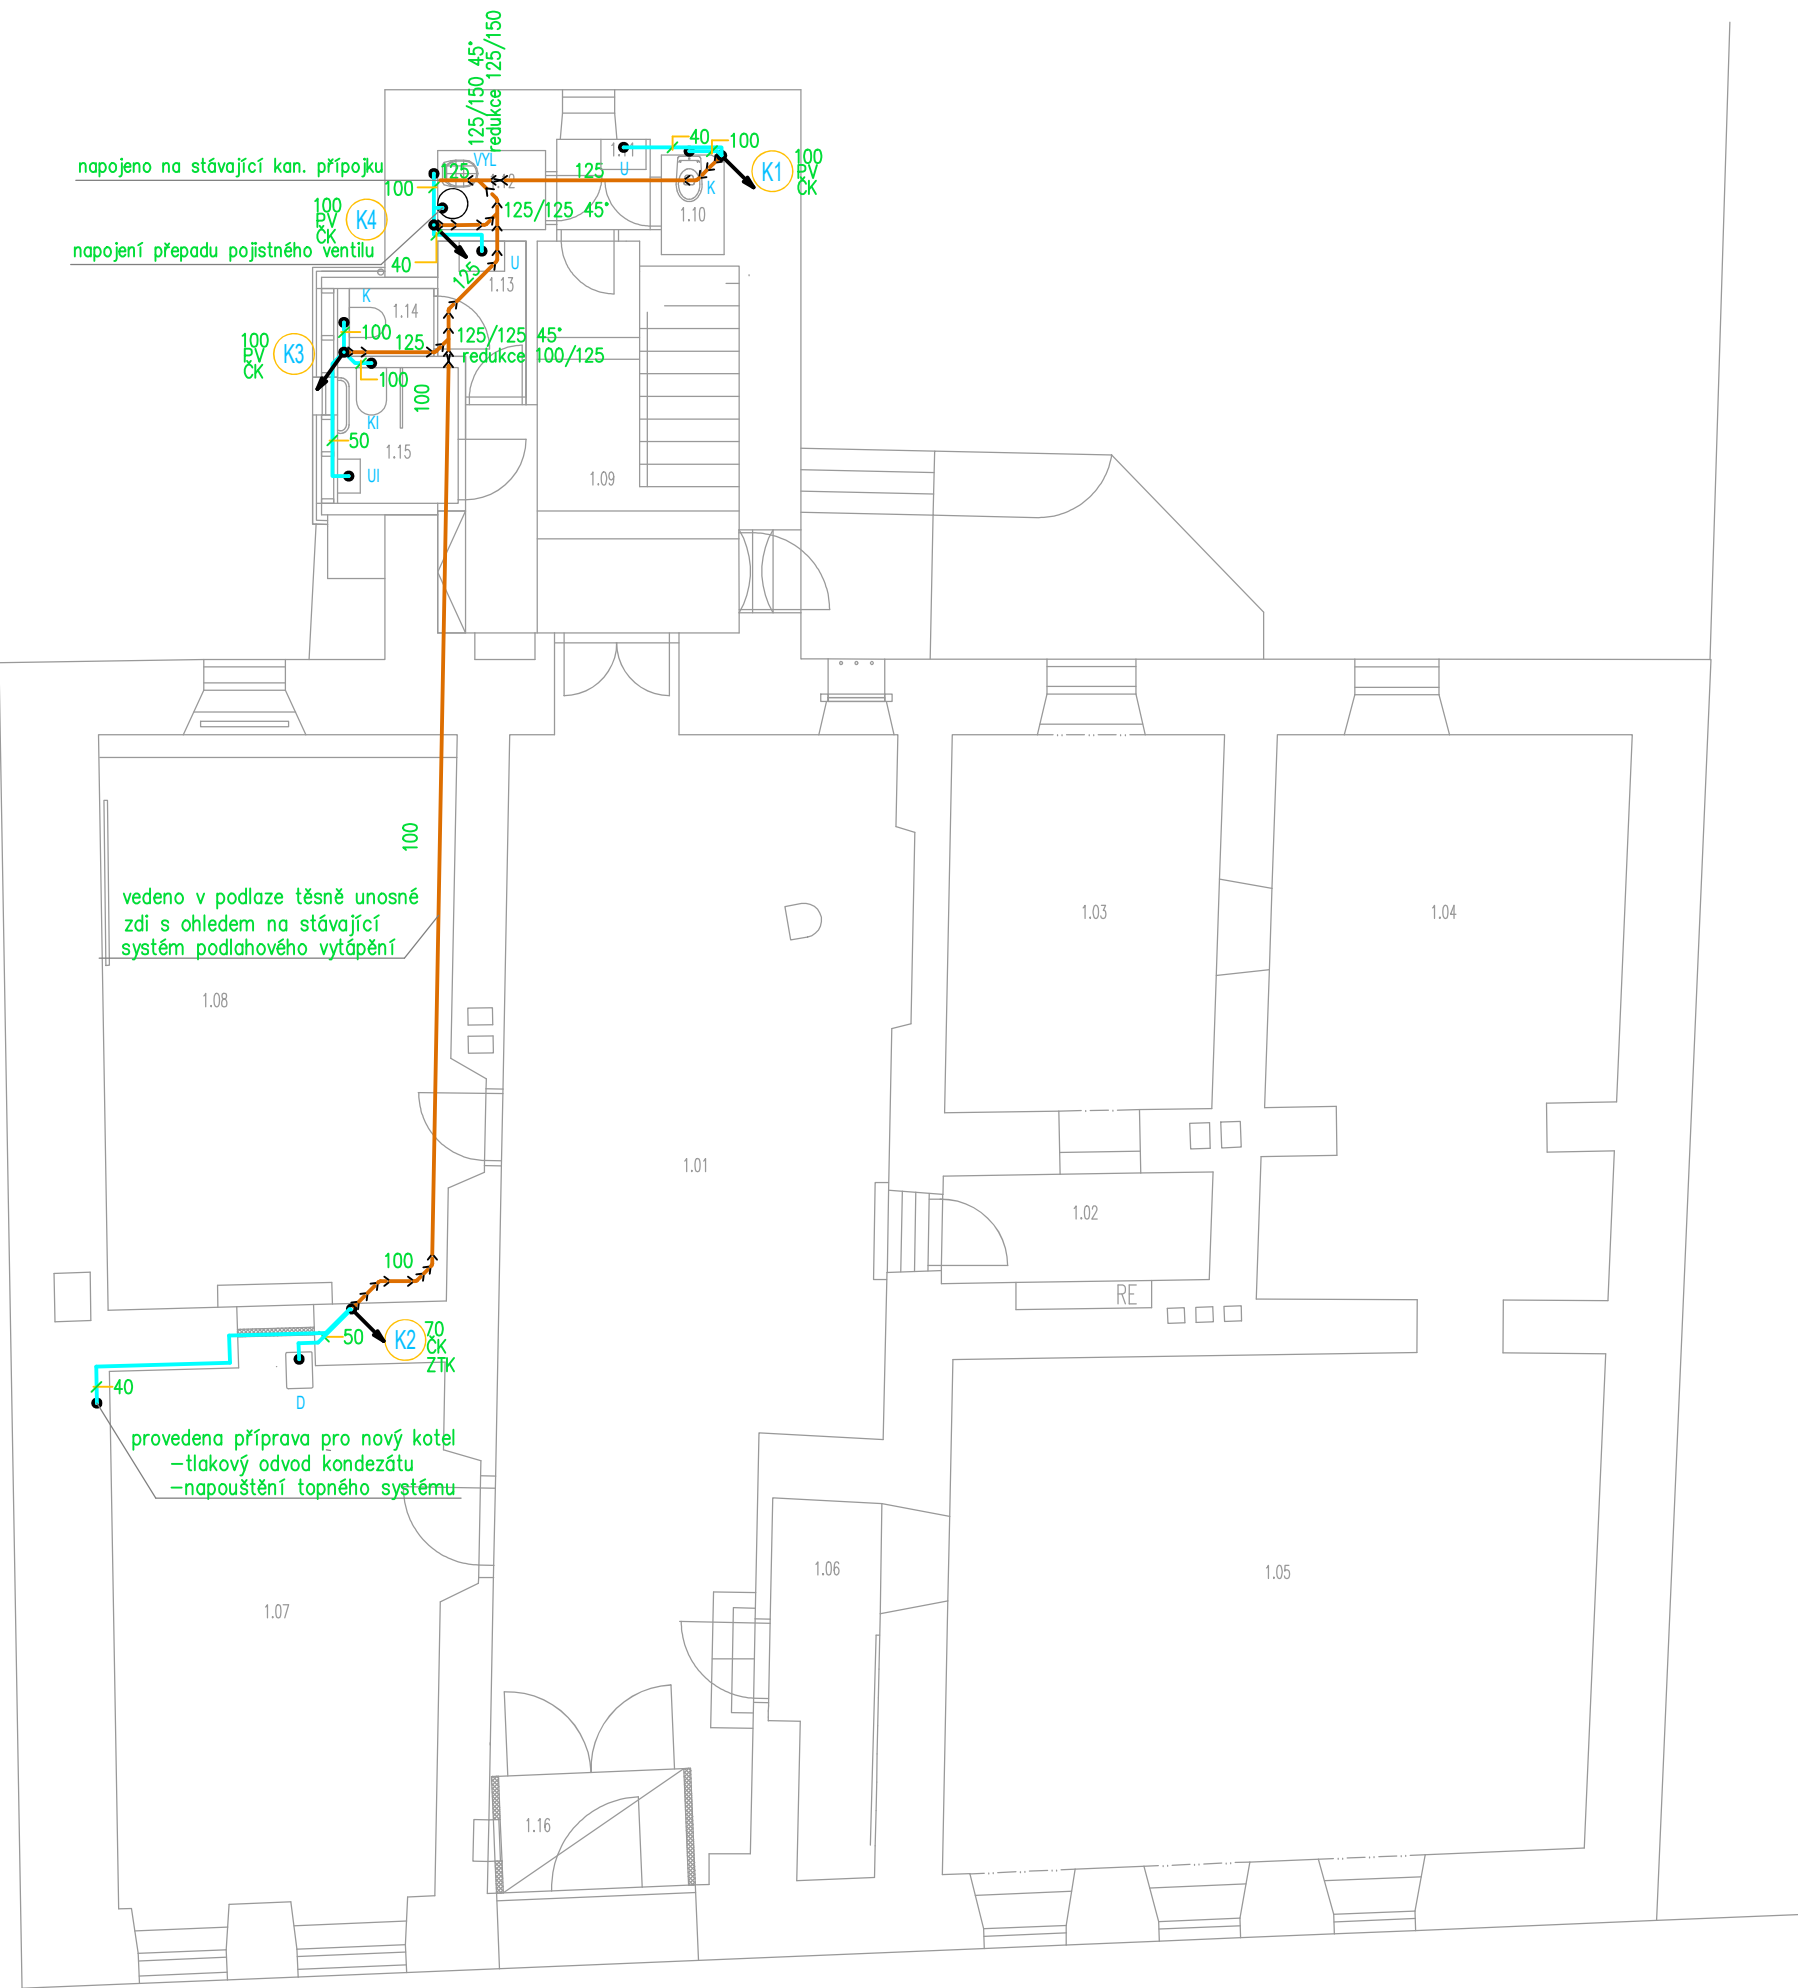 125/150 45°
redukce 125/150
40
100
1.11
K1
100
PV
ČK
napojeno na stávající kan. přípojku
VYL
U
125
125
100
K
1.10
100
PV
ČK
K4
125/125 45°
napojení přepadu pojistného ventilu
40
125
U
1.13
K
1.14
100
125
125/125 45°
redukce 100/125
100
PV
ČK
K3
100
100
KI
50
1.15
UI
1.09
100
vedeno v podlaze těsně unosné
zdi s ohledem na stávající
systém podlahového vytápění
1.03
1.04
1.08
1.01
1.02
100
RE
50
K2
70
ČK
ZTK
40
D
provedena příprava pro nový kotel
-tlakový odvod kondezátu
-napouštění topného systému
1.06
1.05
1.07
1.16